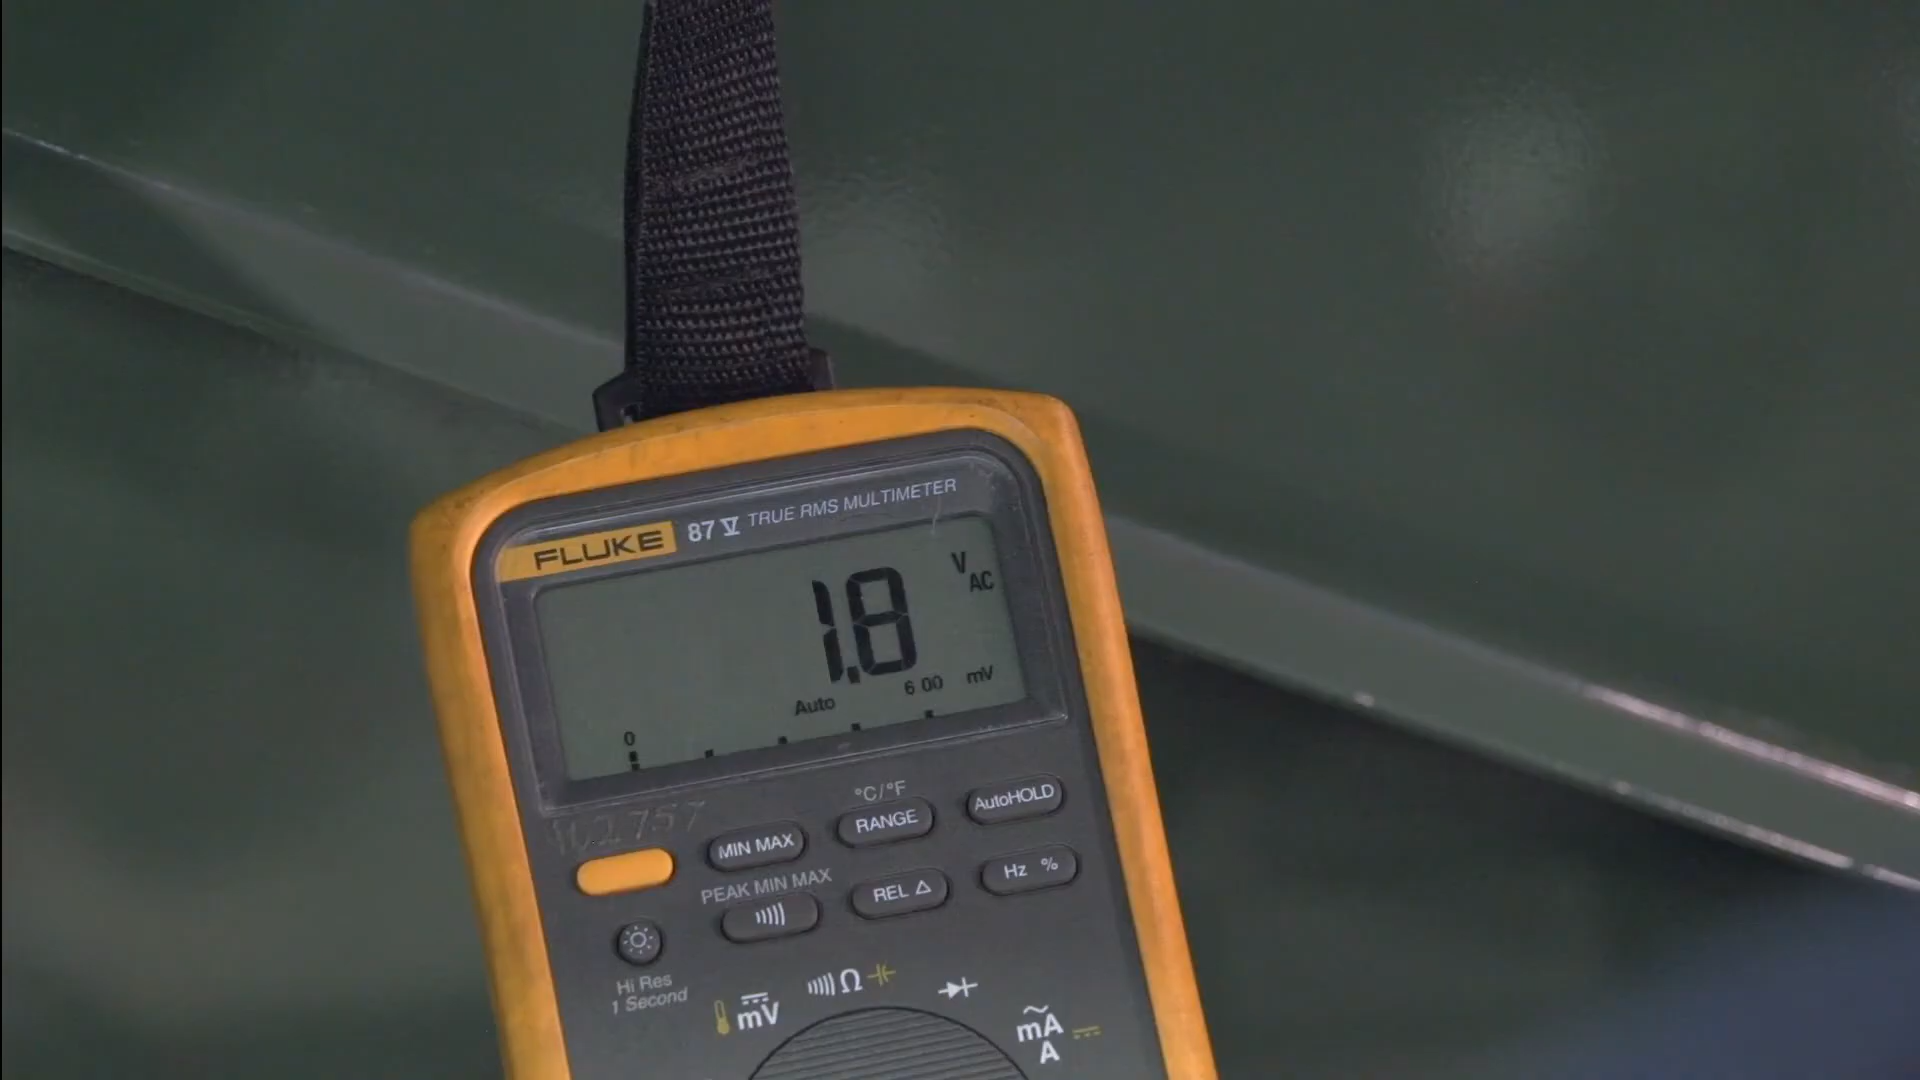 FLUKE 87 V TRUE RMS MULTIMETER
1.8 V AC
Auto 6 00 mV
0
°C/°F
MIN MAX RANGE AutoHOLD
PEAK MIN MAX REL Δ Hz %
Hi Res
1 Second
mV Ω
mA
A